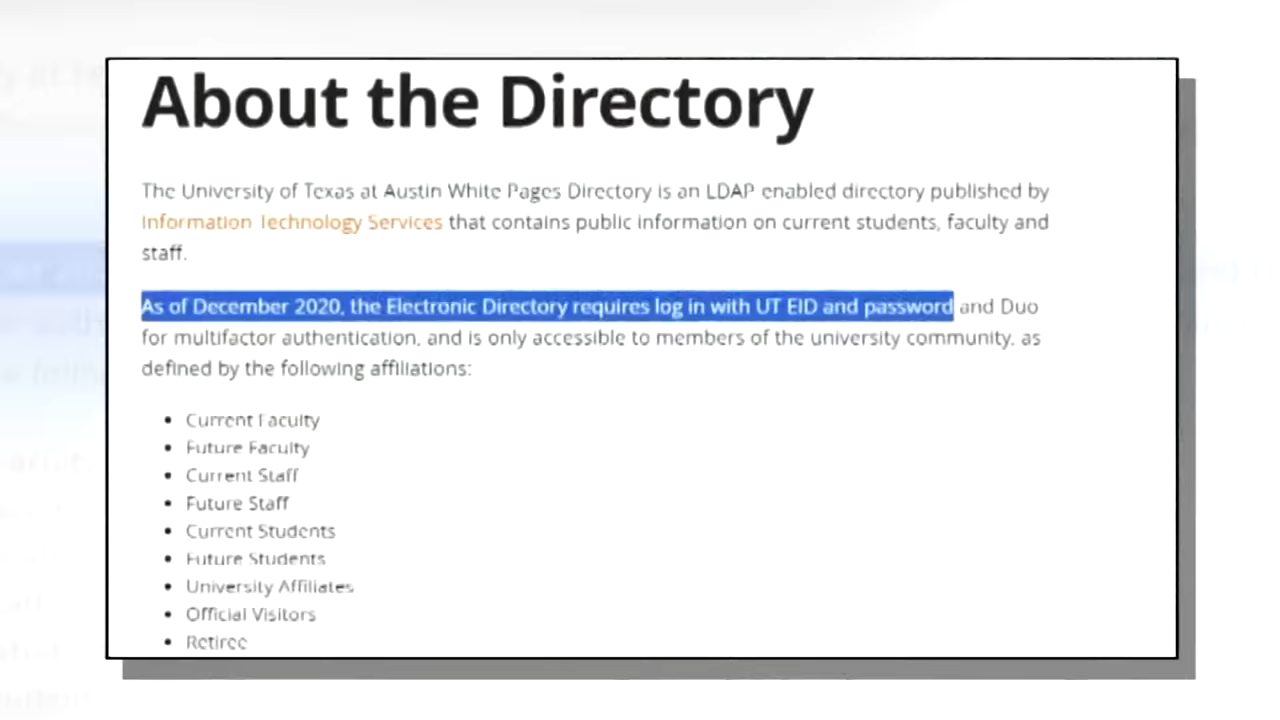 About the Directory
The University of Texas at Austin White Pages Directory is an LDAP enabled directory published by
Information Technology Services that contains public information on current students, faculty and
staff.
As of December 2020, the Electronic Directory requires log in with UT EID and password and Duo
for multifactor authentication, and is only accessible to members of the university community, as
defined by the following affiliations:
• Current Faculty
• Future Faculty
• Current Staff
• Future Staff
• Current Students
• Future Students
• University Affiliates
• Official Visitors
• Retiree